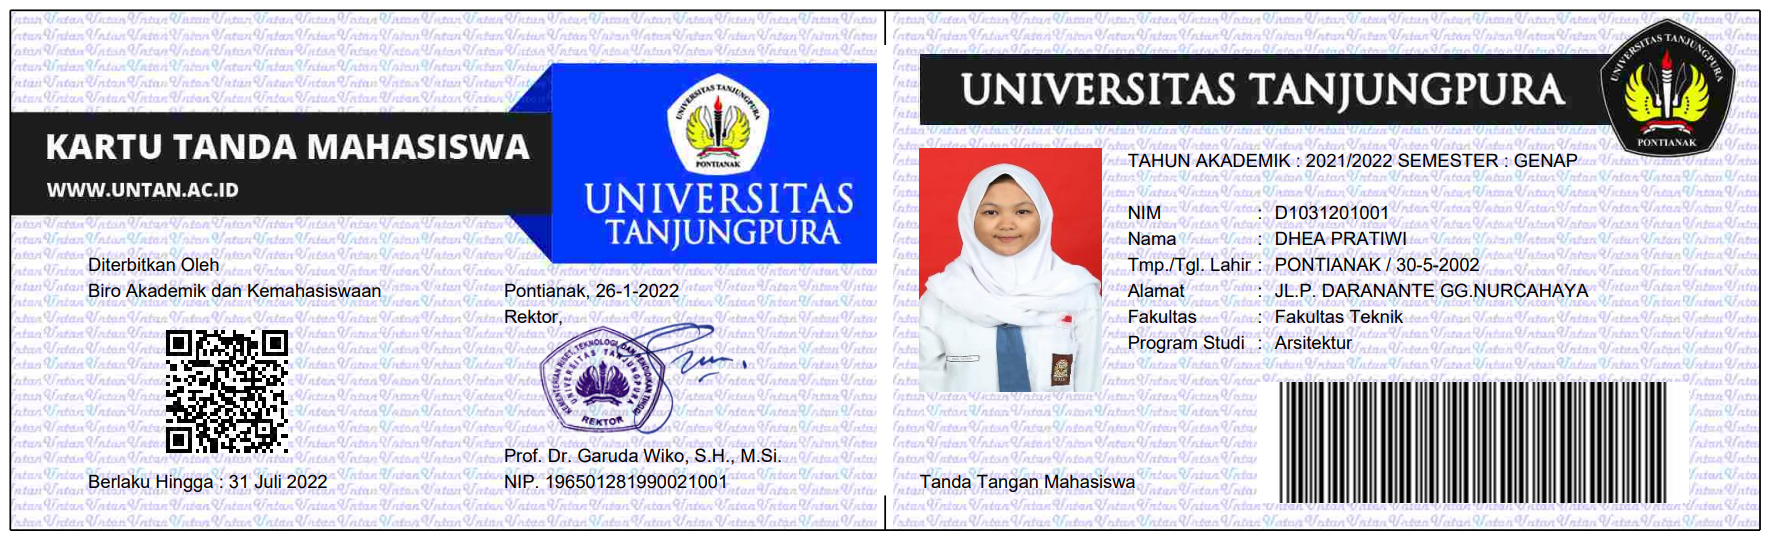 KARTU TANDA MAHASISWA
WWW.UNTAN.AC.ID
UNIVERSITAS TANJUNGPURA
PONTIANAK
UNIVERSITAS
TANJUNGPURA
Diterbitkan Oleh
Biro Akademik dan Kemahasiswaan
Pontianak, 26-1-2022
Rektor,
KEMENTERIAN RISET, TEKNOLOGI DAN PENDIDIKAN TINGGI
UNIVERSITAS TANJUNGPURA
REKTOR
Prof. Dr. Garuda Wiko, S.H., M.Si.
Berlaku Hingga : 31 Juli 2022
NIP. 196501281990021001
UNIVERSITAS TANJUNGPURA
UNIVERSITAS TANJUNGPURA
PONTIANAK
TAHUN AKADEMIK : 2021/2022 SEMESTER : GENAP
NIM : D1031201001
Nama : DHEA PRATIWI
Tmp./Tgl. Lahir : PONTIANAK / 30-5-2002
Alamat : JL.P. DARANANTE GG.NURCAHAYA
Fakultas : Fakultas Teknik
Program Studi : Arsitektur
Tanda Tangan Mahasiswa